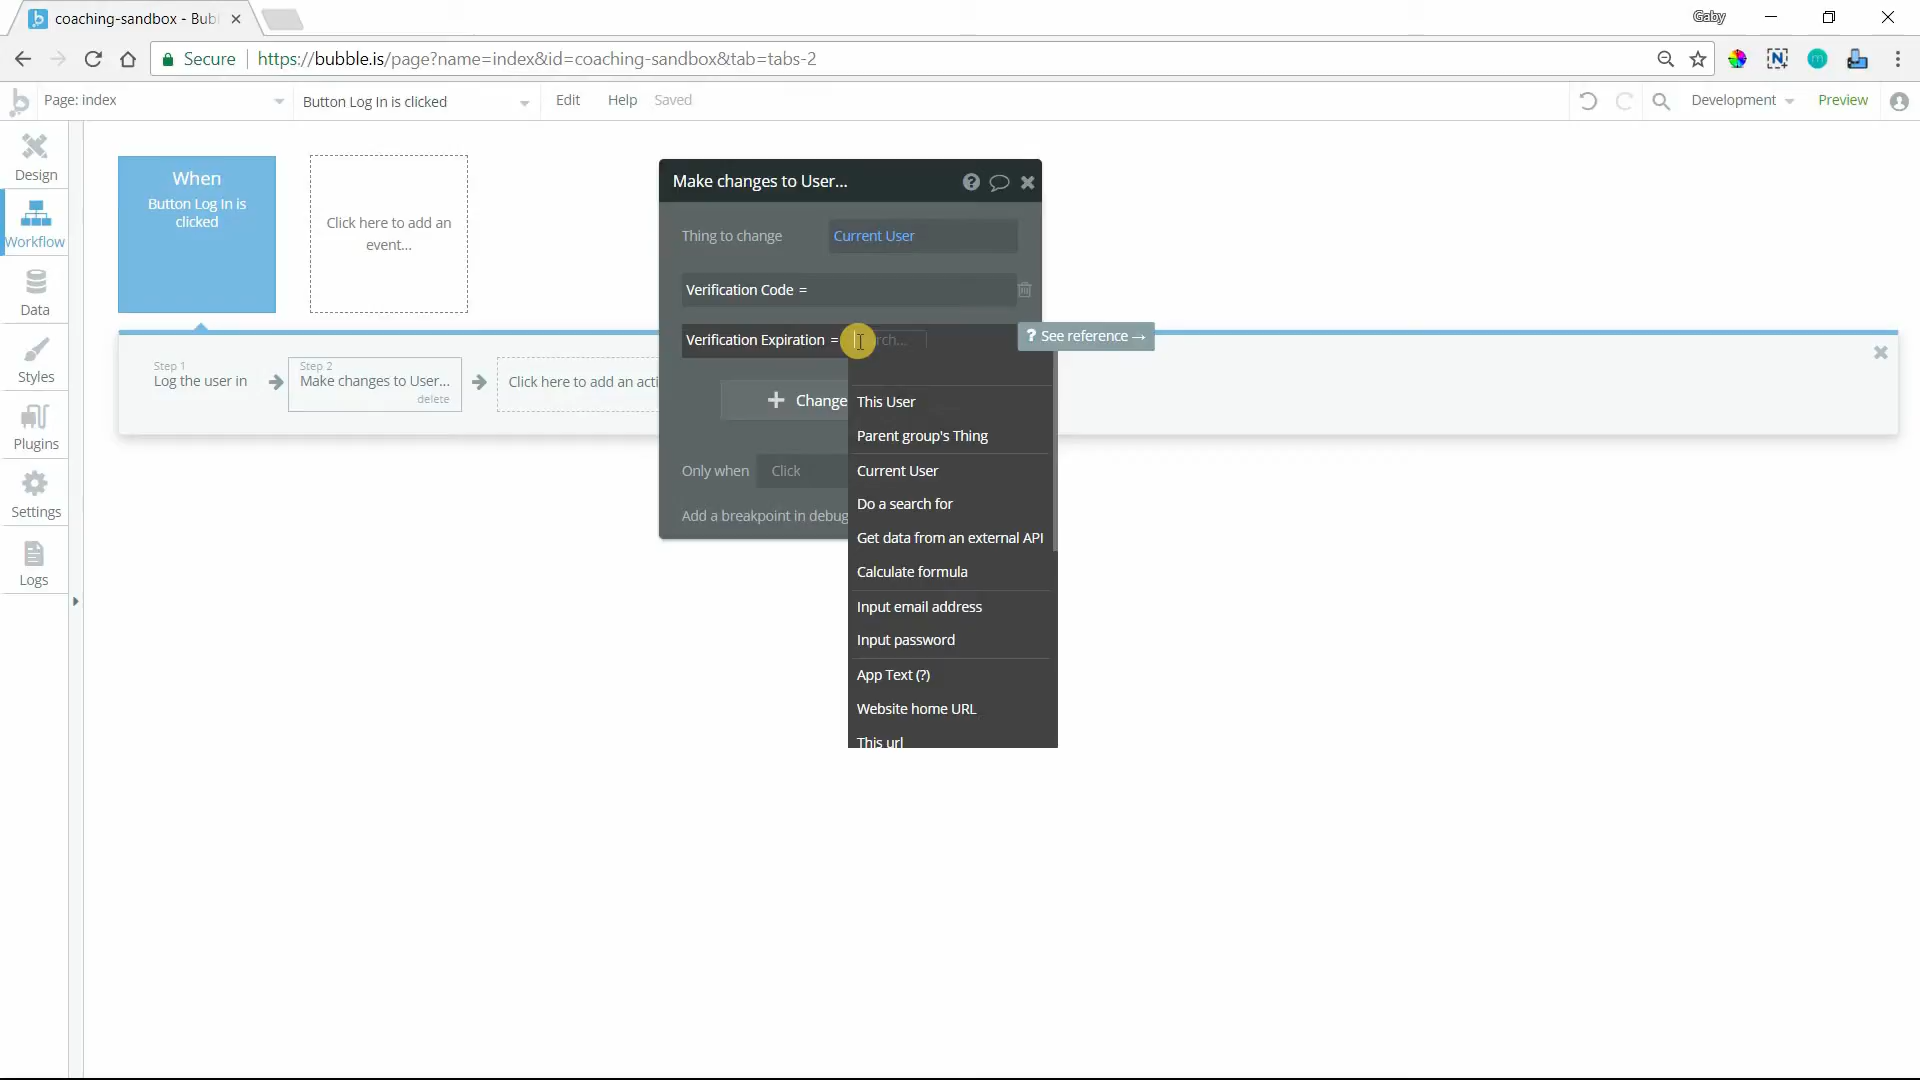 coaching-sandbox - Bub
Gaby
Secure
https://bubble.is/page?name=index&id=coaching-sandbox&tab=tabs-2
Page: index
Button Log In is clicked
Edit
Help
Saved
Development
Preview
Design
Workflow
Data
Styles
Plugins
Settings
Logs
When
Button Log In is
clicked
Click here to add an
event...
Step 1
Log the user in
Step 2
Make changes to User...
delete
Click here to add an acti
Make changes to User...
Thing to change
Current User
Verification Code =
Verification Expiration =
? See reference →
+ Change
Only when
Click
Add a breakpoint in debug
This User
Parent group's Thing
Current User
Do a search for
Get data from an external API
Calculate formula
Input email address
Input password
App Text (?)
Website home URL
This url